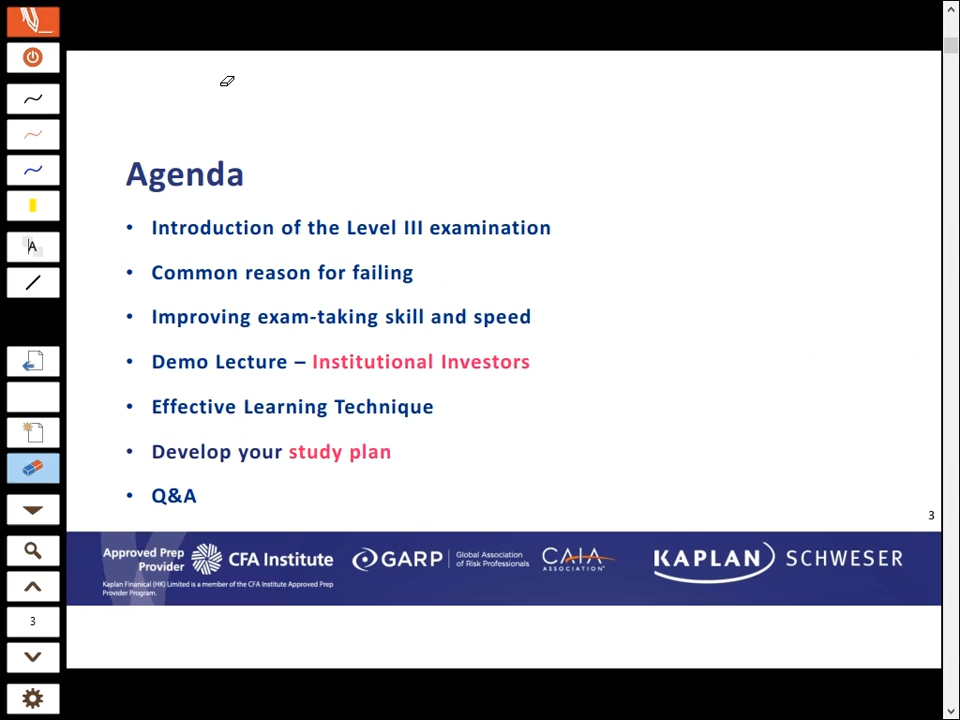 Agenda
• Introduction of the Level III examination
• Common reason for failing
• Improving exam-taking skill and speed
• Demo Lecture – Institutional Investors
• Effective Learning Technique
• Develop your study plan
• Q&A
3
Approved Prep
Provider
CFA Institute
Kaplan Finanical (HK) Limited is a member of the CFA Institute Approved Prep
Provider Program.
GARP
Global Association
of Risk Professionals
CAIA
ASSOCIATION
KAPLAN SCHWESER
A
3